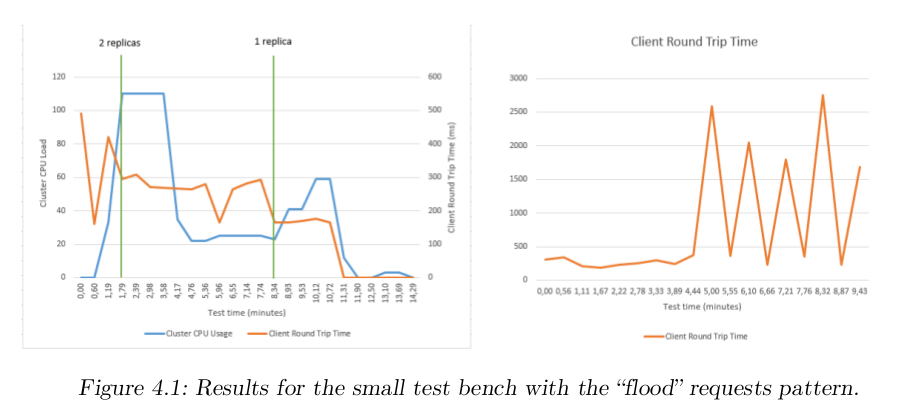 2 replicas
1 replica
120
100
80
60
40
20
0
Cluster CPU Load
600
500
400
300
200
100
0
Client Round Trip Time (ms)
0,00 0,60 1,19 1,79 2,39 2,98 3,58 4,17 4,76 5,36 5,96 6,55 7,14 7,74 8,34 8,93 9,53 10,12 10,72 11,31 11,90 12,50 13,10 13,69 14,29
Test time (minutes)
Cluster CPU Usage Client Round Trip Time
Client Round Trip Time
3000
2500
2000
1500
1000
500
0
0,00 0,56 1,11 1,67 2,22 2,78 3,33 3,89 4,44 5,00 5,55 6,10 6,66 7,21 7,76 8,32 8,87 9,43
Test time (minutes)
Client Round Trip Time
Figure 4.1: Results for the small test bench with the “flood” requests pattern.